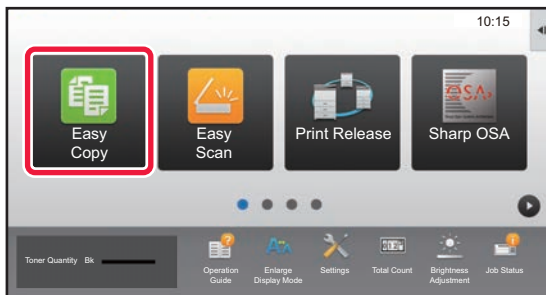 10:15
Easy
Copy
Easy
Scan
Print Release
OSA
Sharp OSA
Toner Quantity Bk
Operation
Guide
Enlarge
Display Mode
Settings
Total Count
Brightness
Adjustment
Job Status